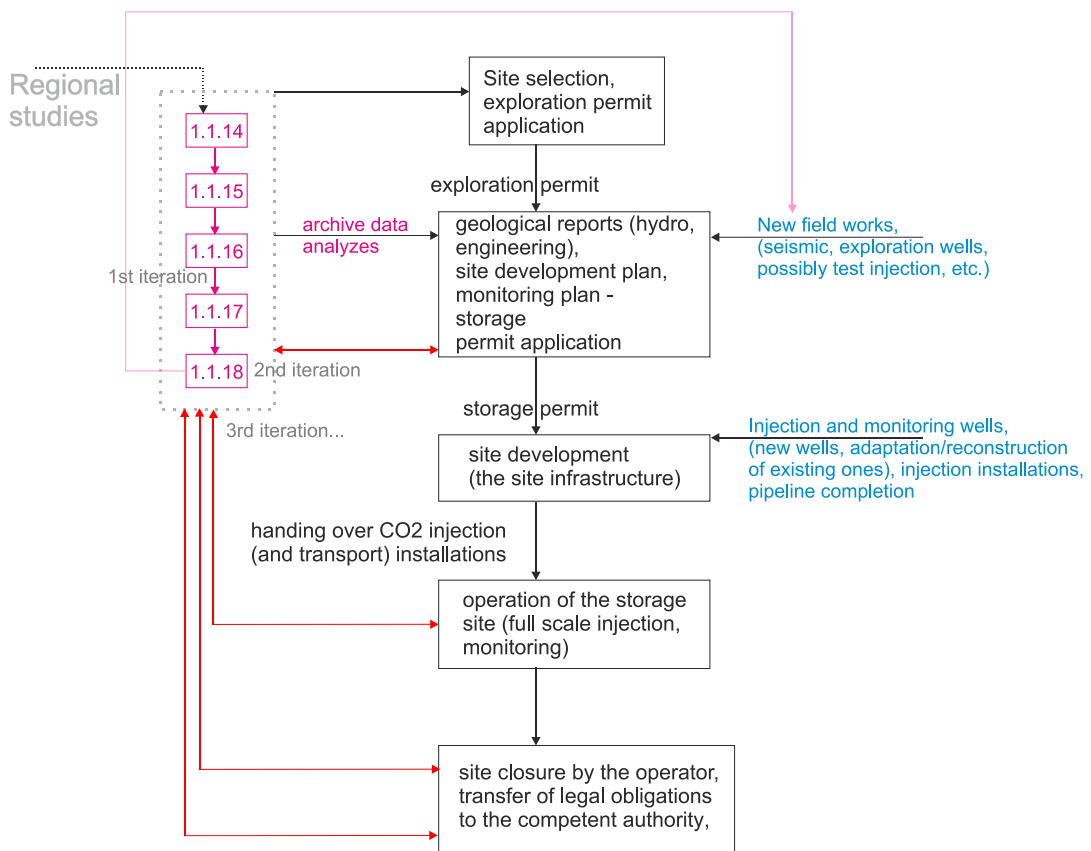 Regional
studies
1.1.14
1.1.15
1.1.16
1st iteration
1.1.17
1.1.18
2nd iteration
3rd iteration...
archive data
analyzes
Site selection,
exploration permit
application
exploration permit
geological reports (hydro,
engineering),
site development plan,
monitoring plan -
storage
permit application
New field works,
(seismic, exploration wells,
possibly test injection, etc.)
storage permit
site development
(the site infrastructure)
Injection and monitoring wells,
(new wells, adaptation/reconstruction
of existing ones), injection installations,
pipeline completion
handing over CO2 injection
(and transport) installations
operation of the storage
site (full scale injection,
monitoring)
site closure by the operator,
transfer of legal obligations
to the competent authority,